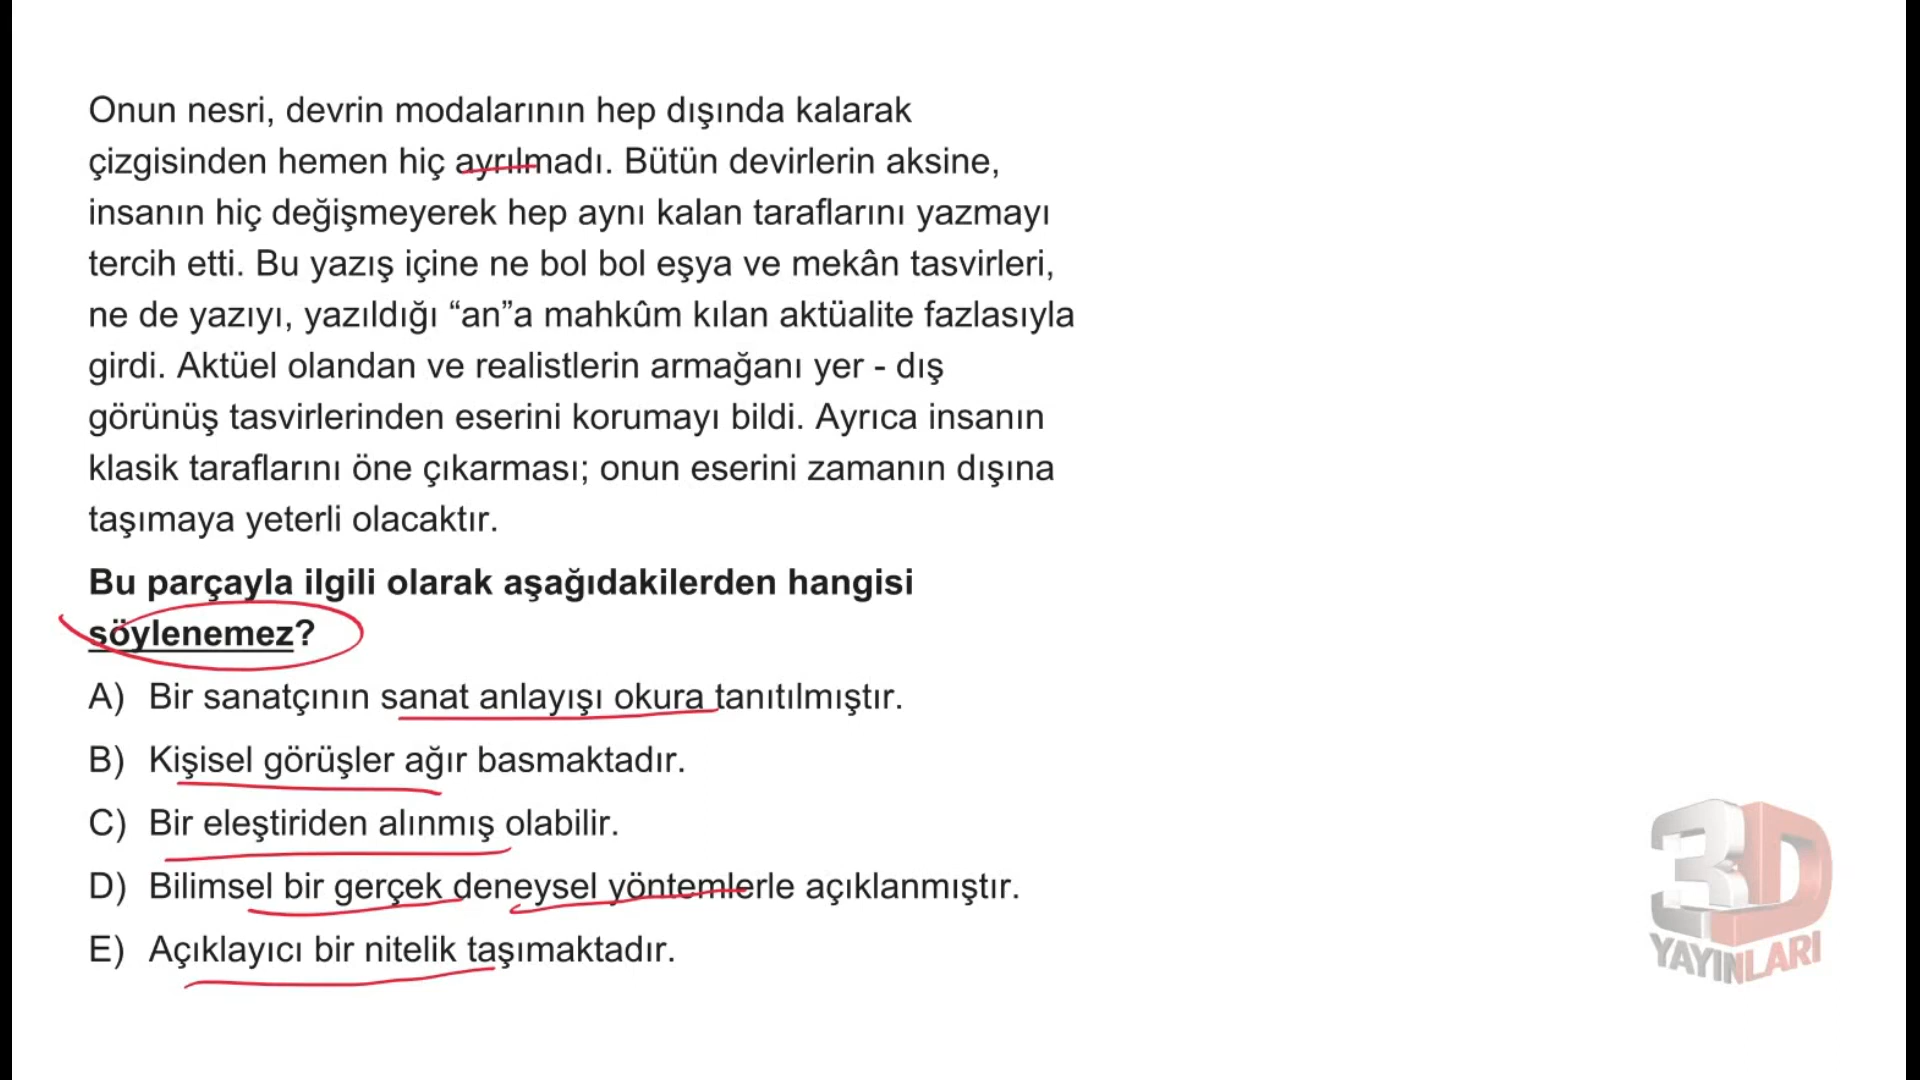 Onun nesri, devrin modalarının hep dışında kalarak
çizgisinden hemen hiç ayrılmadı. Bütün devirlerin aksine,
insanın hiç değişmeyerek hep aynı kalan taraflarını yazmayı
tercih etti. Bu yazış içine ne bol bol eşya ve mekân tasvirleri,
ne de yazıyı, yazıldığı “an”a mahkûm kılan aktüalite fazlasıyla
girdi. Aktüel olandan ve realistlerin armağanı yer - dış
görünüş tasvirlerinden eserini korumayı bildi. Ayrıca insanın
klasik taraflarını öne çıkarması; onun eserini zamanın dışına
taşımaya yeterli olacaktır.
Bu parçayla ilgili olarak aşağıdakilerden hangisi
söylenemez?
A) Bir sanatçının sanat anlayışı okura tanıtılmıştır.
B) Kişisel görüşler ağır basmaktadır.
C) Bir eleştiriden alınmış olabilir.
D) Bilimsel bir gerçek deneysel yöntemlerle açıklanmıştır.
E) Açıklayıcı bir nitelik taşımaktadır.
3D
YAYINLARI